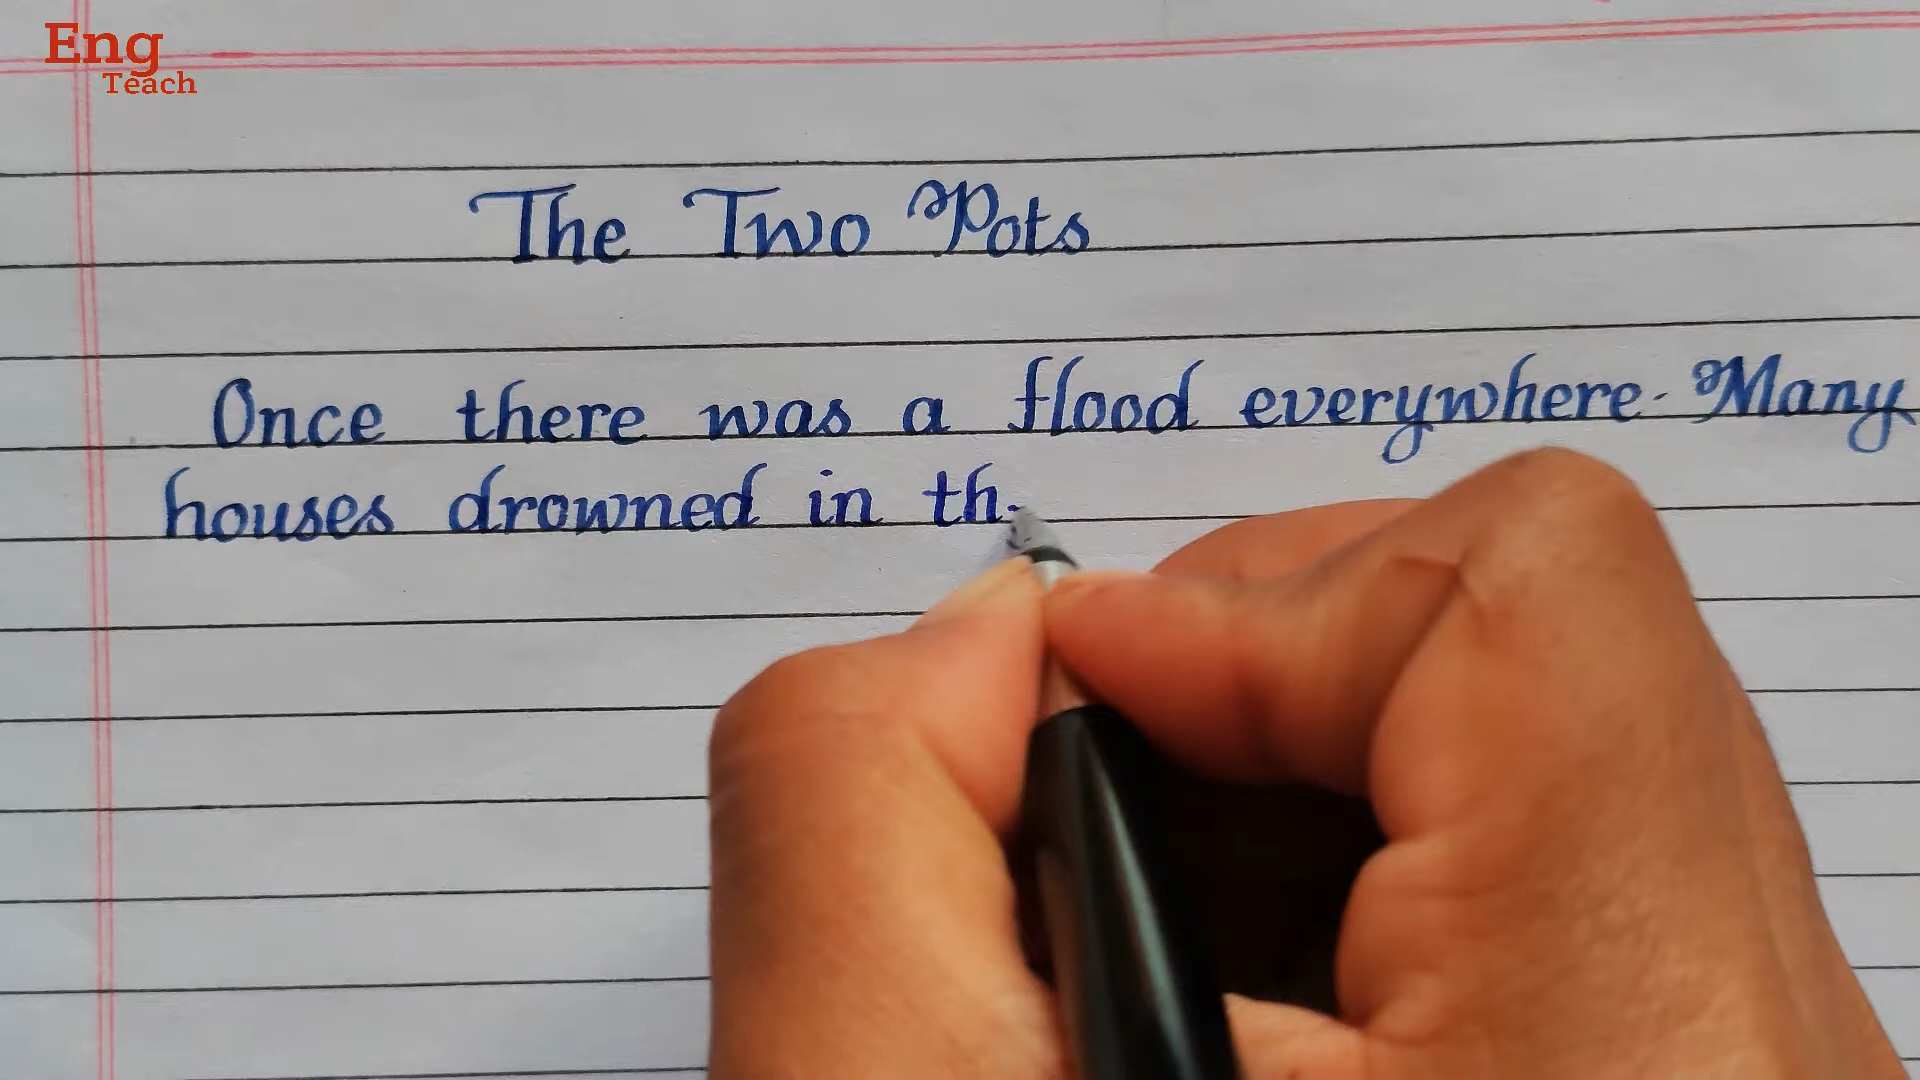 Eng
Teach
The Two Pots
Once there was a flood everywhere. Many
houses drowned in th